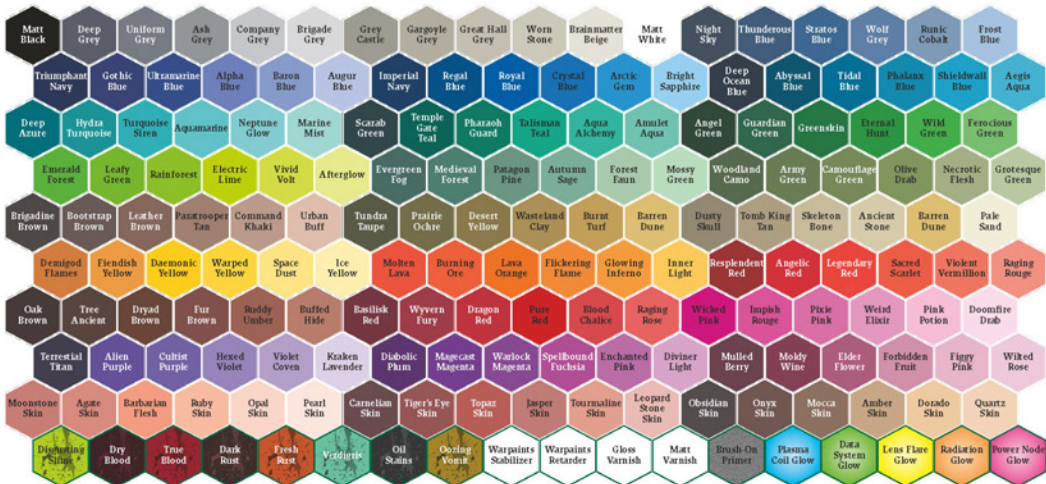 Matt Black Deep Grey Uniform Grey Ash Grey Company Grey Brigade Grey Grey Castle Gargoyle Grey Great Hall Grey Worn Stone Brainmatter Beige Matt White Night Sky Thunderous Blue Stratos Blue Wolf Grey Runic Cobalt Frost Blue
Triumphant Navy Gothic Blue Ultramarine Blue Alpha Blue Baron Blue Augur Blue Imperial Navy Regal Blue Royal Blue Crystal Blue Arctic Gem Bright Sapphire Deep Ocean Blue Abyssal Blue Tidal Blue Phalanx Blue Shieldwall Blue Aegis Aqua
Deep Azure Hydra Turquoise Turquoise Siren Aquamarine Neptune Glow Marine Mist Scarab Green Temple Gate Teal Pharaoh Guard Talisman Teal Aqua Alchemy Amulet Aqua Angel Green Guardian Green Greenskin Eternal Hunt Wild Green Ferocious Green
Emerald Forest Leafy Green Rainforest Electric Lime Vivid Volt Afterglow Evergreen Fog Medieval Forest Patagon Pine Autumn Sage Forest Faun Mossy Green Woodland Camo Army Green Camouflage Green Olive Drab Necrotic Flesh Grotesque Green
Brigadine Brown Bootstrap Brown Leather Brown Paratrooper Tan Command Khaki Urban Buff Tundra Taupe Prairie Ochre Desert Yellow Wasteland Clay Burnt Turf Barren Dune Dusty Skull Tomb King Tan Skeleton Bone Ancient Stone Barren Dune Pale Sand
Demigod Flames Fiendish Yellow Daemonic Yellow Warped Yellow Space Dust Ice Yellow Molten Lava Burning Ore Lava Orange Flickering Flame Glowing Inferno Inner Light Resplendent Red Angelic Red Legendary Red Sacred Scarlet Violent Vermillion Raging Rouge
Oak Brown Tree Ancient Dryad Brown Fur Brown Ruddy Umber Buffed Hide Basilisk Red Wyvern Fury Dragon Red Pure Red Blood Chalice Raging Rose Wicked Pink Impish Rouge Pixie Pink Weird Elixir Pink Potion Doomfire Drab
Terrestial Titan Alien Purple Cultist Purple Hexed Violet Violet Coven Kraken Lavender Diabolic Plum Magecast Magenta Warlock Magenta Spellbound Fuchsia Enchanted Pink Diviner Light Mulled Berry Moldy Wine Elder Flower Forbidden Fruit Figgy Pink Wilted Rose
Moonstone Skin Agate Skin Barbarian Flesh Ruby Skin Opal Skin Pearl Skin Carnelian Skin Tiger's Eye Skin Topaz Skin Jasper Skin Tourmaline Skin Leopard Stone Skin Obsidian Skin Onyx Skin Mocca Skin Amber Skin Dorado Skin Quartz Skin
Disgusting Slime Dry Blood True Blood Dark Rust Fresh Rust Verdigris Oil Stains Oozing Vomit Warpaints Stabilizer Warpaints Retarder Gloss Varnish Matt Varnish Brush-On Primer Plasma Coil Glow Data System Glow Lens Flare Glow Radiation Glow Power Node Glow